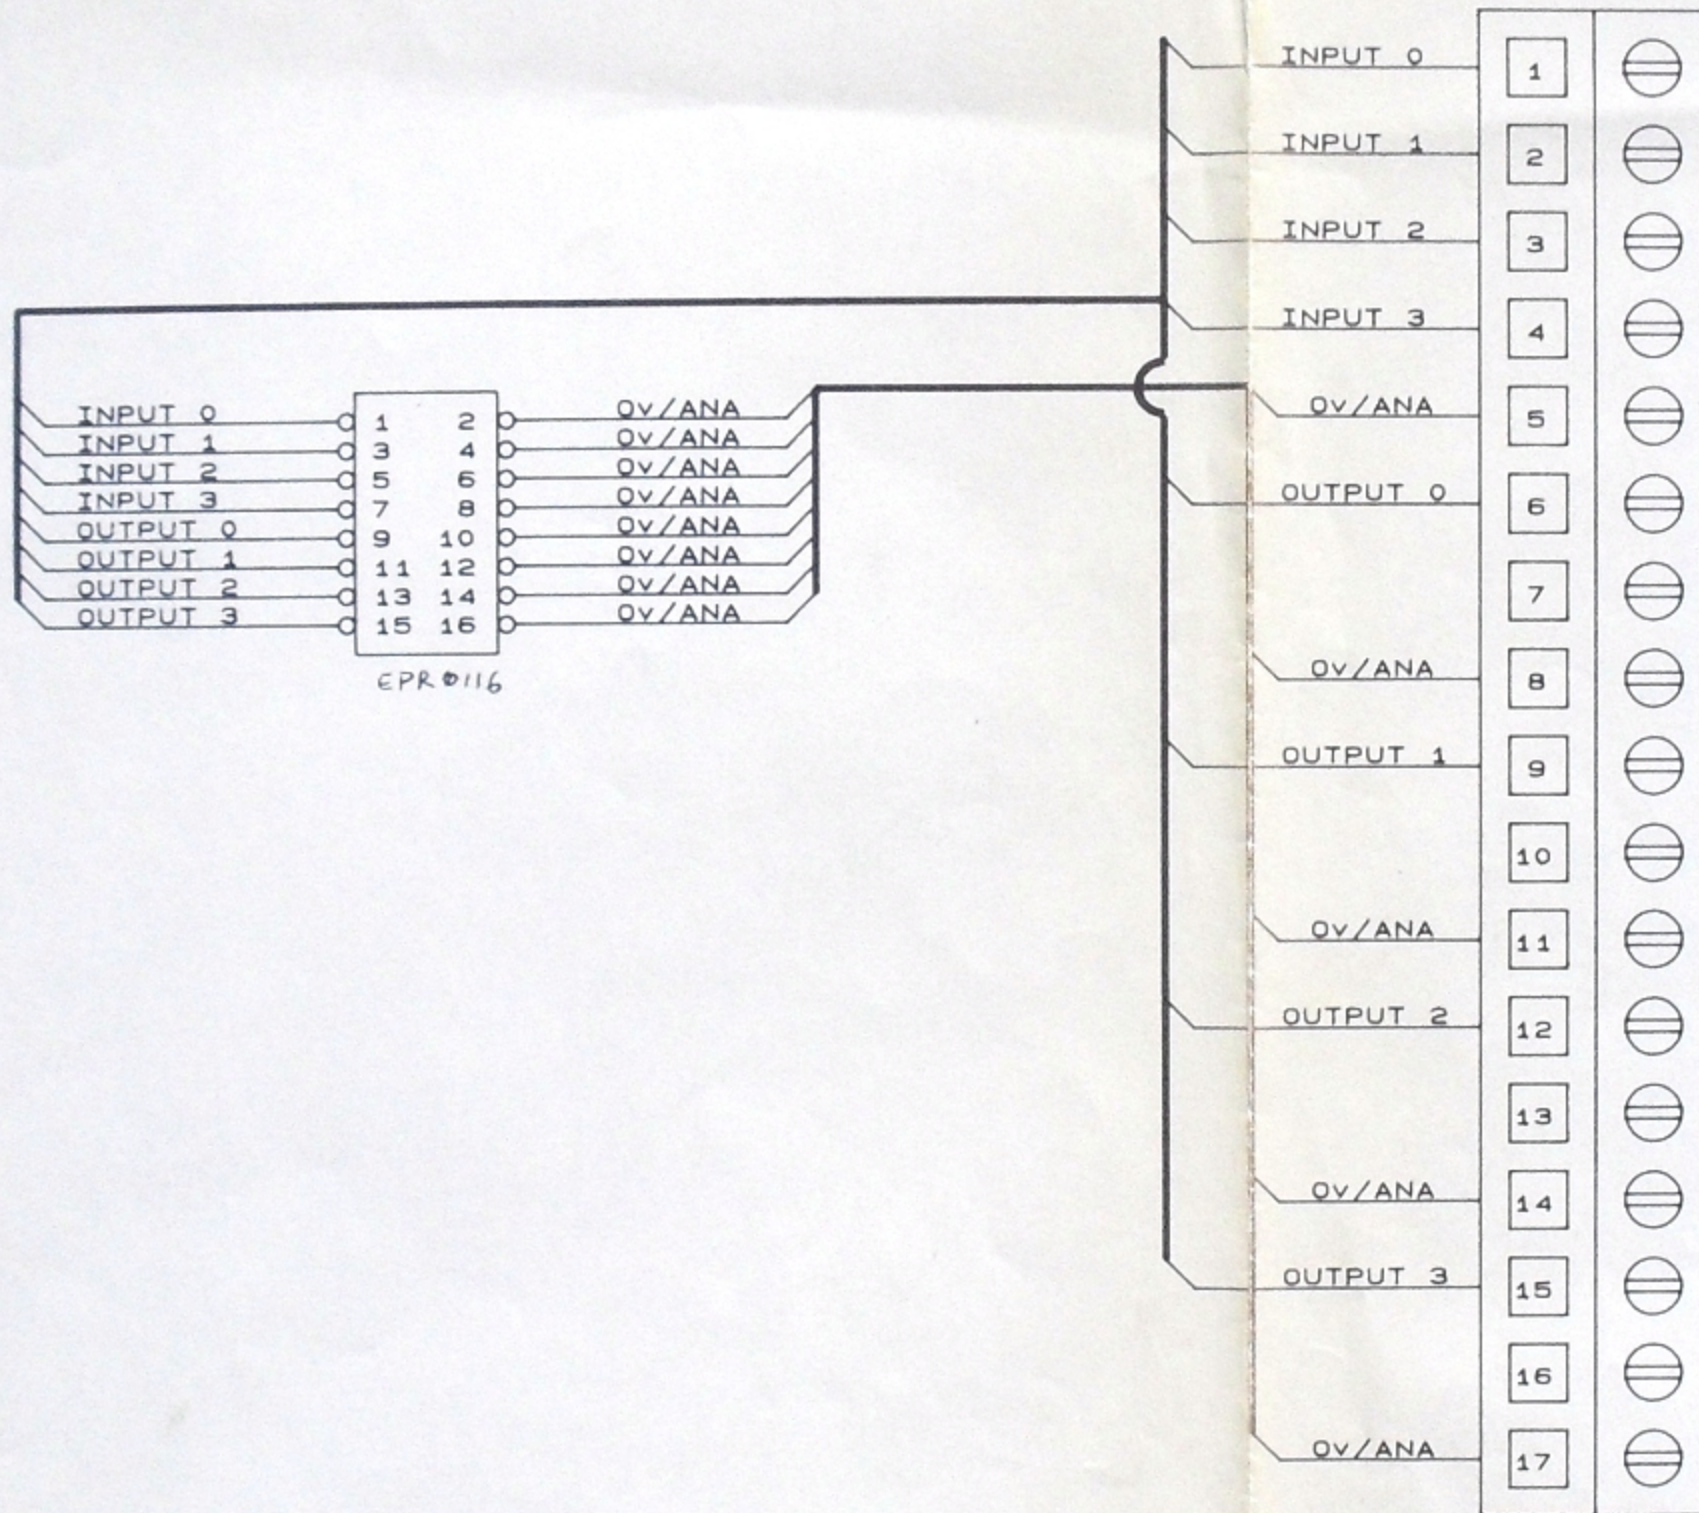 INPUT 0 1
INPUT 1 2
INPUT 2 3
INPUT 3 4
0V/ANA 5
OUTPUT 0 6
7
0V/ANA 8
OUTPUT 1 9
10
0V/ANA 11
OUTPUT 2 12
13
0V/ANA 14
OUTPUT 3 15
16
0V/ANA 17
INPUT 0 1 2 0V/ANA
INPUT 1 3 4 0V/ANA
INPUT 2 5 6 0V/ANA
INPUT 3 7 8 0V/ANA
OUTPUT 0 9 10 0V/ANA
OUTPUT 1 11 12 0V/ANA
OUTPUT 2 13 14 0V/ANA
OUTPUT 3 15 16 0V/ANA
EPR0116